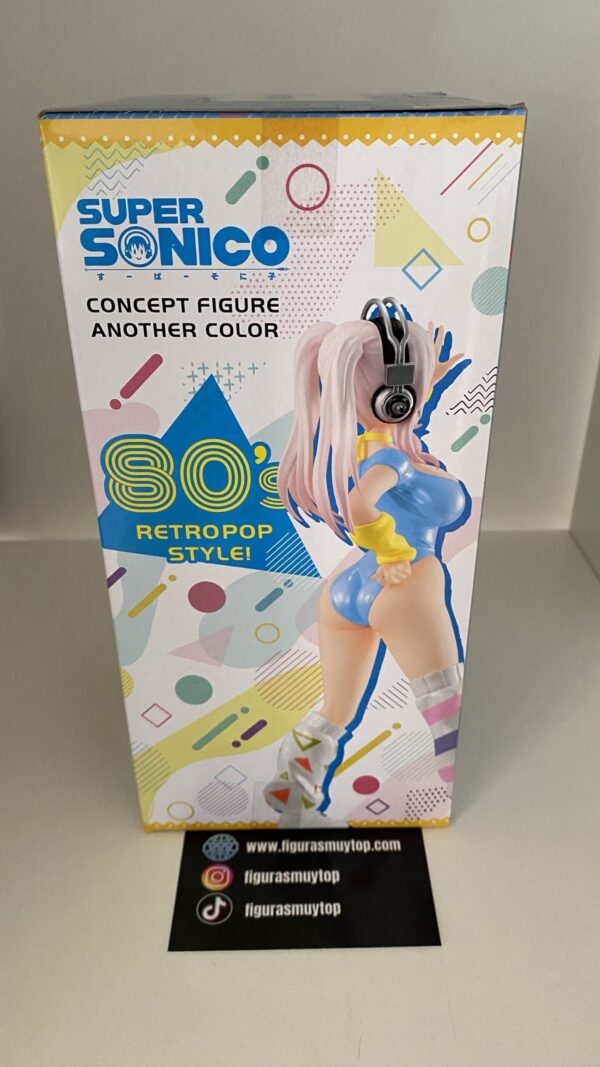 SUPER
SONICO
すーぱーそに子
CONCEPT FIGURE
ANOTHER COLOR
80's
RETROPOP
STYLE!
www.figurasmuytop.com
figurasmuytop
figurasmuytop